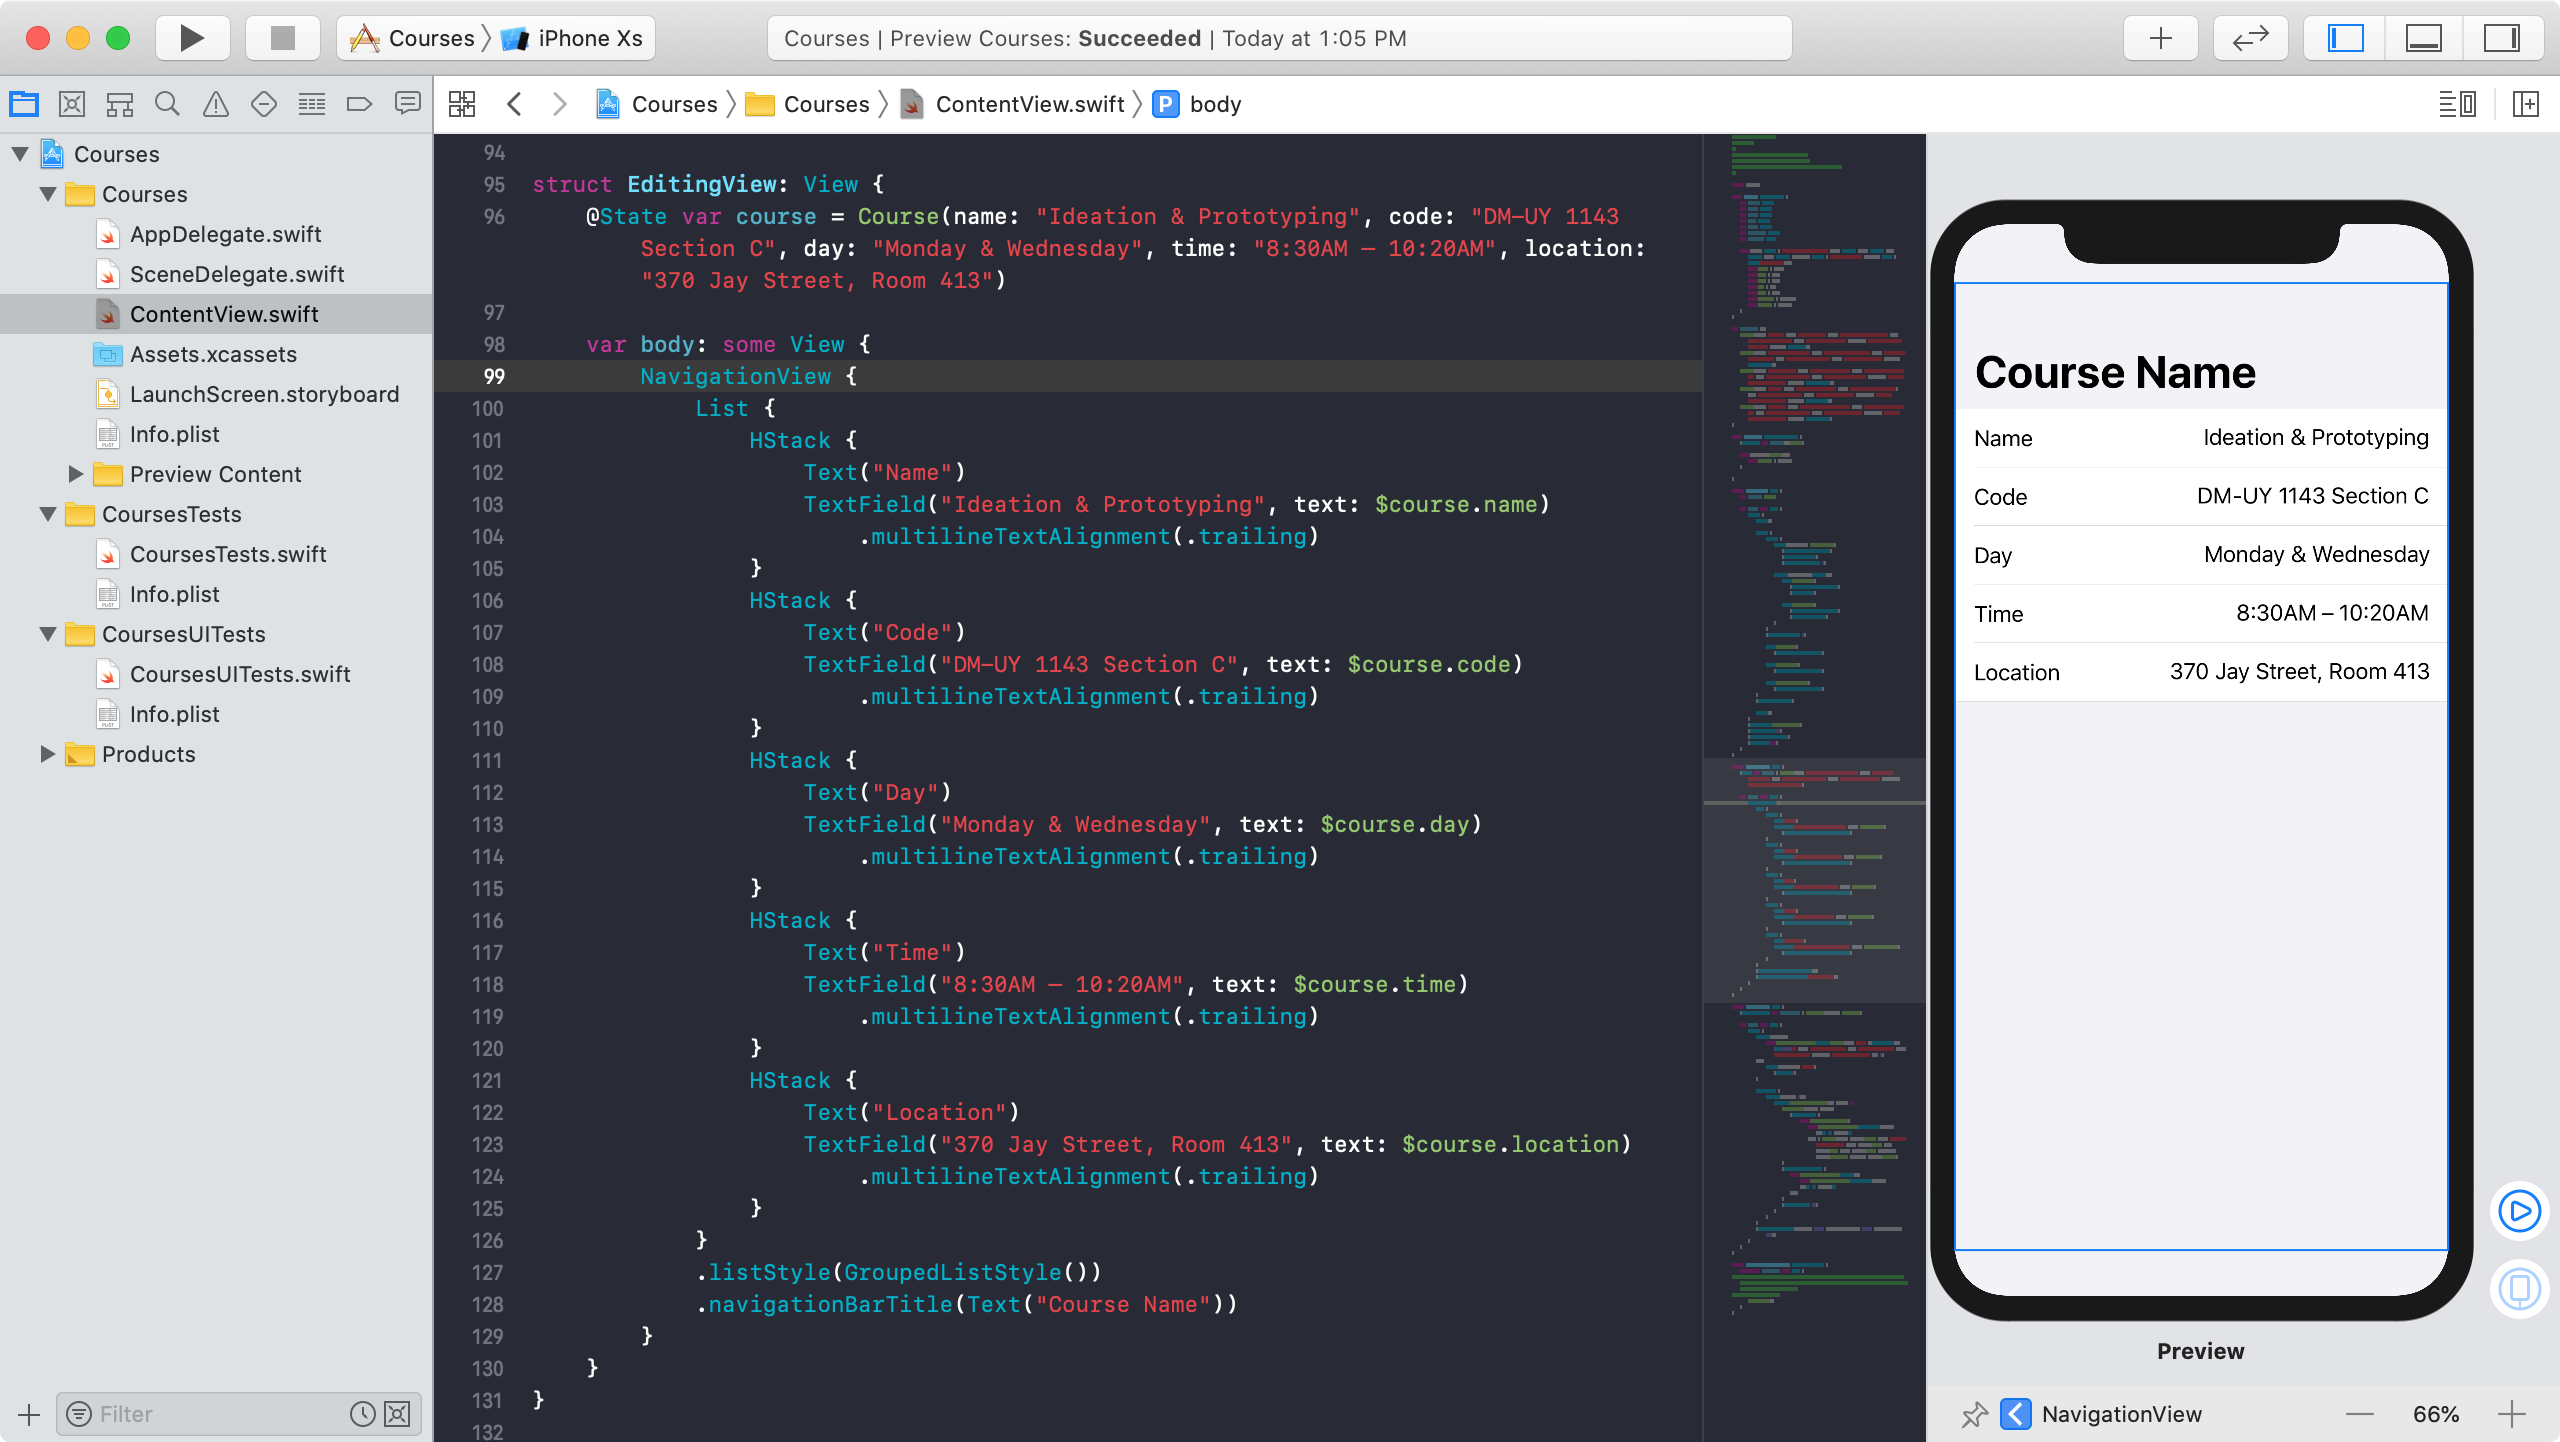 Courses
iPhone Xs
Courses | Preview Courses: Succeeded | Today at 1:05 PM
Courses
Courses
ContentView.swift
P
body
Courses
Courses
AppDelegate.swift
SceneDelegate.swift
ContentView.swift
Assets.xcassets
LaunchScreen.storyboard
Info.plist
Preview Content
CoursesTests
CoursesTests.swift
Info.plist
CoursesUITests
CoursesUITests.swift
Info.plist
Products
Filter
94
95 struct EditingView: View {
96 @State var course = Course(name: "Ideation & Prototyping", code: "DM–UY 1143
Section C", day: "Monday & Wednesday", time: "8:30AM – 10:20AM", location:
"370 Jay Street, Room 413")
97
98 var body: some View {
99 NavigationView {
100 List {
101 HStack {
102 Text("Name")
103 TextField("Ideation & Prototyping", text: $course.name)
104 .multilineTextAlignment(.trailing)
105 }
106 HStack {
107 Text("Code")
108 TextField("DM–UY 1143 Section C", text: $course.code)
109 .multilineTextAlignment(.trailing)
110 }
111 HStack {
112 Text("Day")
113 TextField("Monday & Wednesday", text: $course.day)
114 .multilineTextAlignment(.trailing)
115 }
116 HStack {
117 Text("Time")
118 TextField("8:30AM – 10:20AM", text: $course.time)
119 .multilineTextAlignment(.trailing)
120 }
121 HStack {
122 Text("Location")
123 TextField("370 Jay Street, Room 413", text: $course.location)
124 .multilineTextAlignment(.trailing)
125 }
126 }
127 .listStyle(GroupedListStyle())
128 .navigationBarTitle(Text("Course Name"))
129 }
130 }
131 }
132
Course Name
Name Ideation & Prototyping
Code DM-UY 1143 Section C
Day Monday & Wednesday
Time 8:30AM – 10:20AM
Location 370 Jay Street, Room 413
Preview
NavigationView
66%